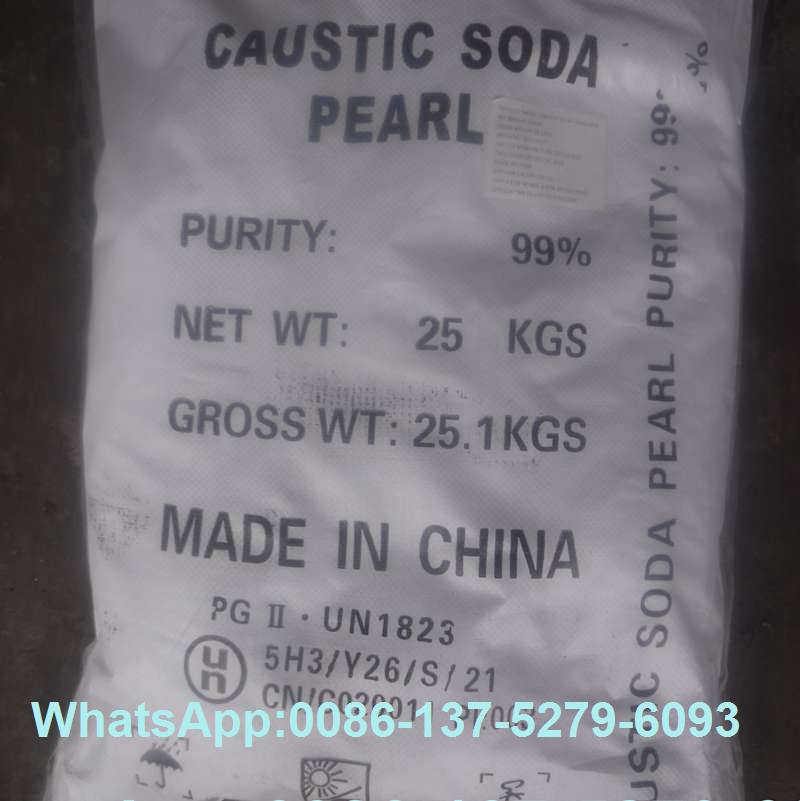 CAUSTIC SODA
PEARL
PURITY: 99%
NET WT: 25 KGS
GROSS WT: 25.1KGS
MADE IN CHINA
PG II · UN1823
un
5H3/Y26/S/21
WhatsApp:0086-137-5279-6093
SODA PEARL PURITY: